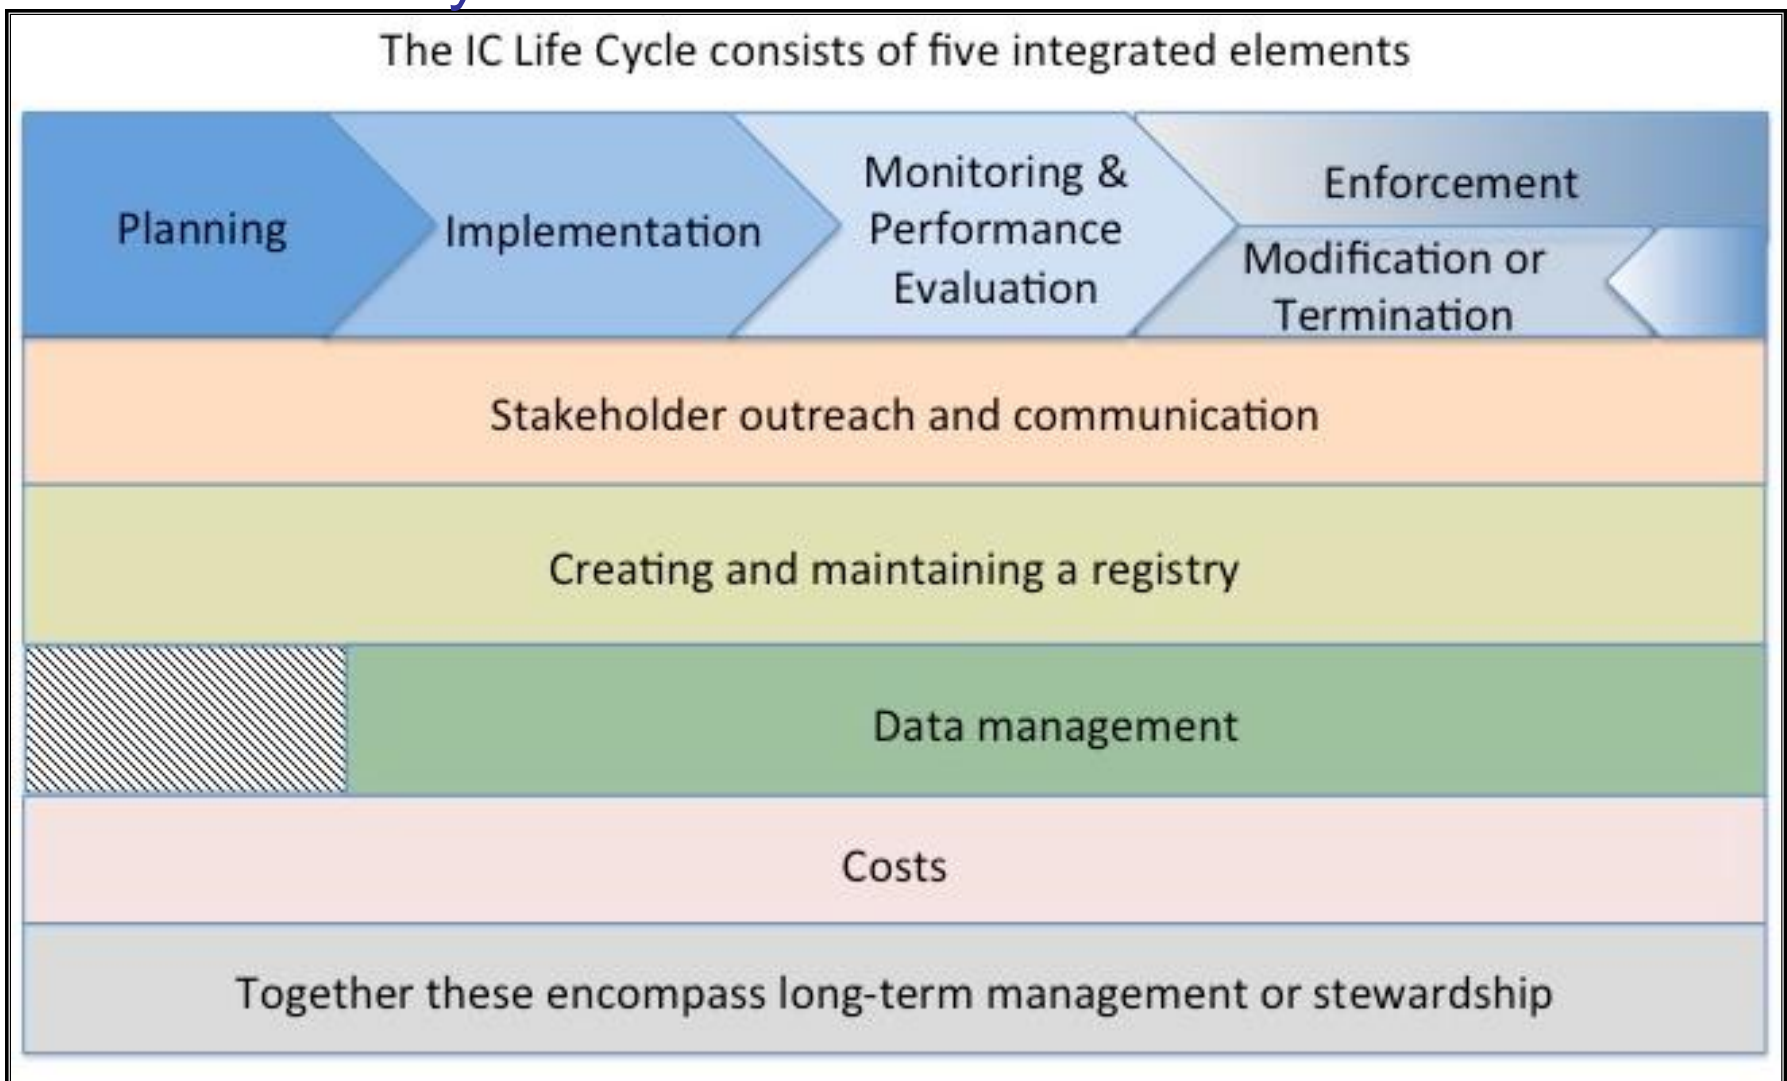 The IC Life Cycle consists of five integrated elements
Planning
Implementation
Monitoring &
Performance
Evaluation
Enforcement
Modification or
Termination
Stakeholder outreach and communication
Creating and maintaining a registry
Data management
Costs
Together these encompass long-term management or stewardship